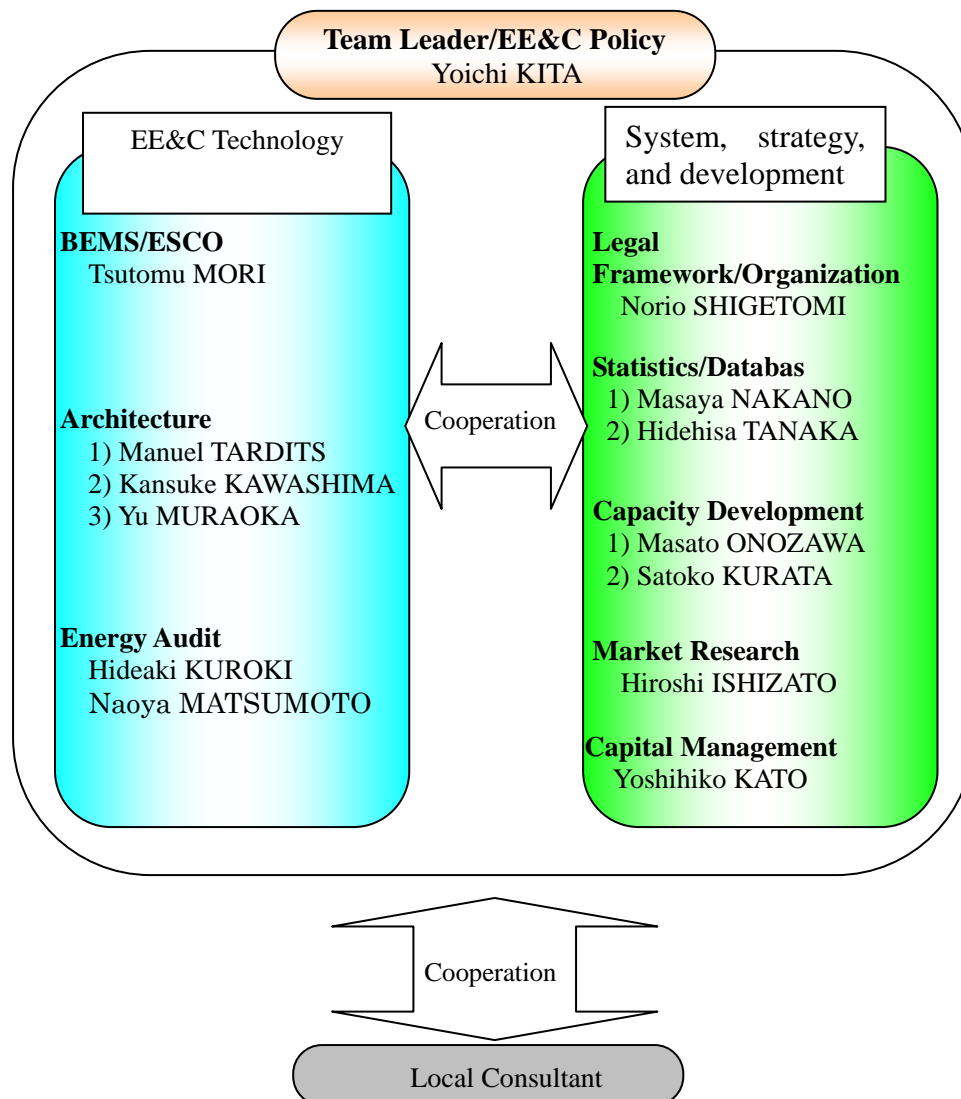 Team Leader/EE&C Policy
Yoichi KITA
EE&C Technology
BEMS/ESCO
Tsutomu MORI
Architecture
1) Manuel TARDITS
2) Kansuke KAWASHIMA
3) Yu MURAOKA
Energy Audit
Hideaki KUROKI
Naoya MATSUMOTO
Cooperation
System, strategy,
and development
Legal
Framework/Organization
Norio SHIGETOMI
Statistics/Databas
1) Masaya NAKANO
2) Hidehisa TANAKA
Capacity Development
1) Masato ONOZAWA
2) Satoko KURATA
Market Research
Hiroshi ISHIZATO
Capital Management
Yoshihiko KATO
Cooperation
Local Consultant